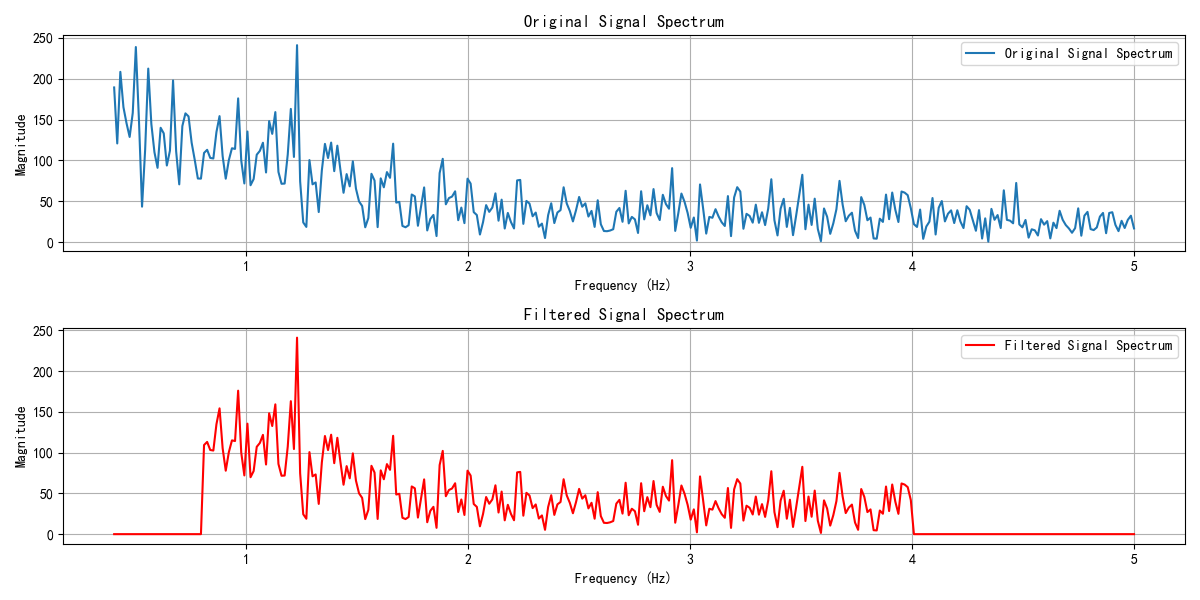 Original Signal Spectrum
250
200
150
100
50
0
Magnitude
Original Signal Spectrum
1 2 3 4 5
Frequency (Hz)
Filtered Signal Spectrum
250
200
150
100
50
0
Magnitude
Filtered Signal Spectrum
1 2 3 4 5
Frequency (Hz)